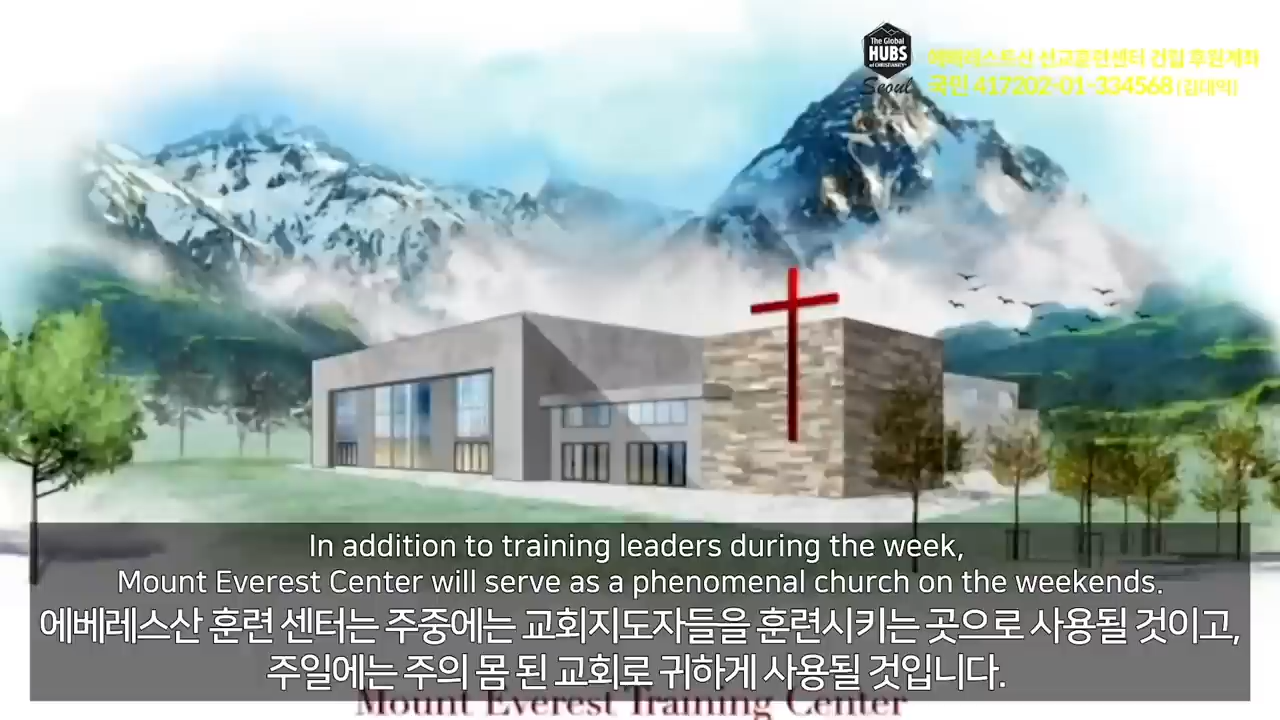 The Global
HUBS
of CHRISTIANITY
Seoul
에베레스트산 선교훈련센터 건립 후원계좌
국민 417202-01-334568 (김대억)
In addition to training leaders during the week,
Mount Everest Center will serve as a phenomenal church on the weekends.
에베레스산 훈련 센터는 주중에는 교회지도자들을 훈련시키는 곳으로 사용될 것이고,
주일에는 주의 몸 된 교회로 귀하게 사용될 것입니다.
Mount Everest Training Center